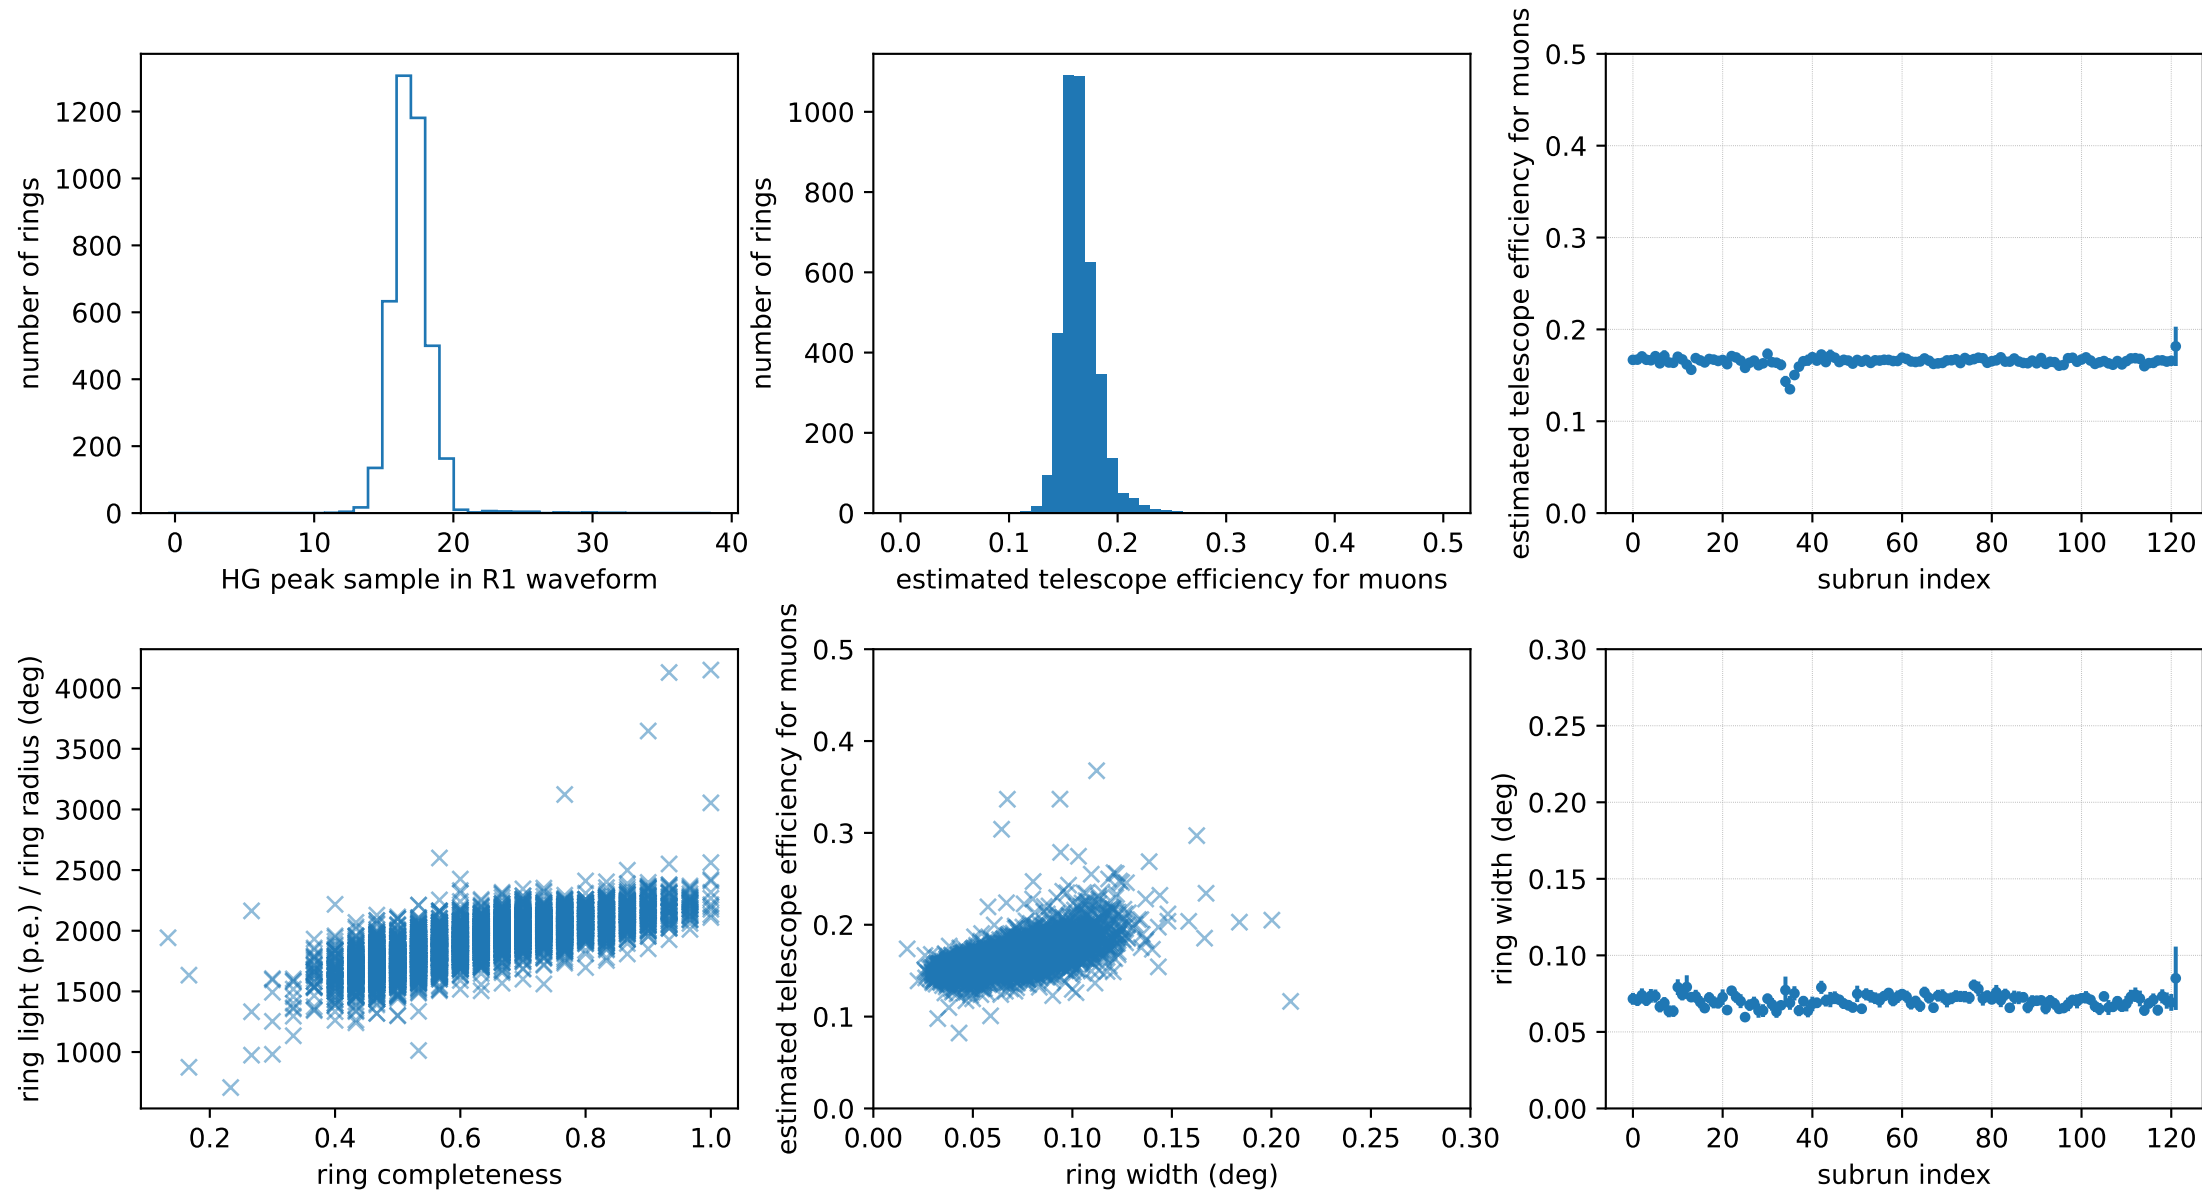 number of rings
1200
1000
800
600
400
200
0
0 10 20 30 40
HG peak sample in R1 waveform
number of rings
1000
800
600
400
200
0
0.0 0.1 0.2 0.3 0.4 0.5
estimated telescope efficiency for muons
estimated telescope efficiency for muons
0.5
0.4
0.3
0.2
0.1
0.0
0 20 40 60 80 100 120
subrun index
ring light (p.e.) / ring radius (deg)
4000
3500
3000
2500
2000
1500
1000
0.2 0.4 0.6 0.8 1.0
ring completeness
estimated telescope efficiency for muons
0.5
0.4
0.3
0.2
0.1
0.0
0.00 0.05 0.10 0.15 0.20 0.25 0.30
ring width (deg)
ring width (deg)
0.30
0.25
0.20
0.15
0.10
0.05
0.00
0 20 40 60 80 100 120
subrun index